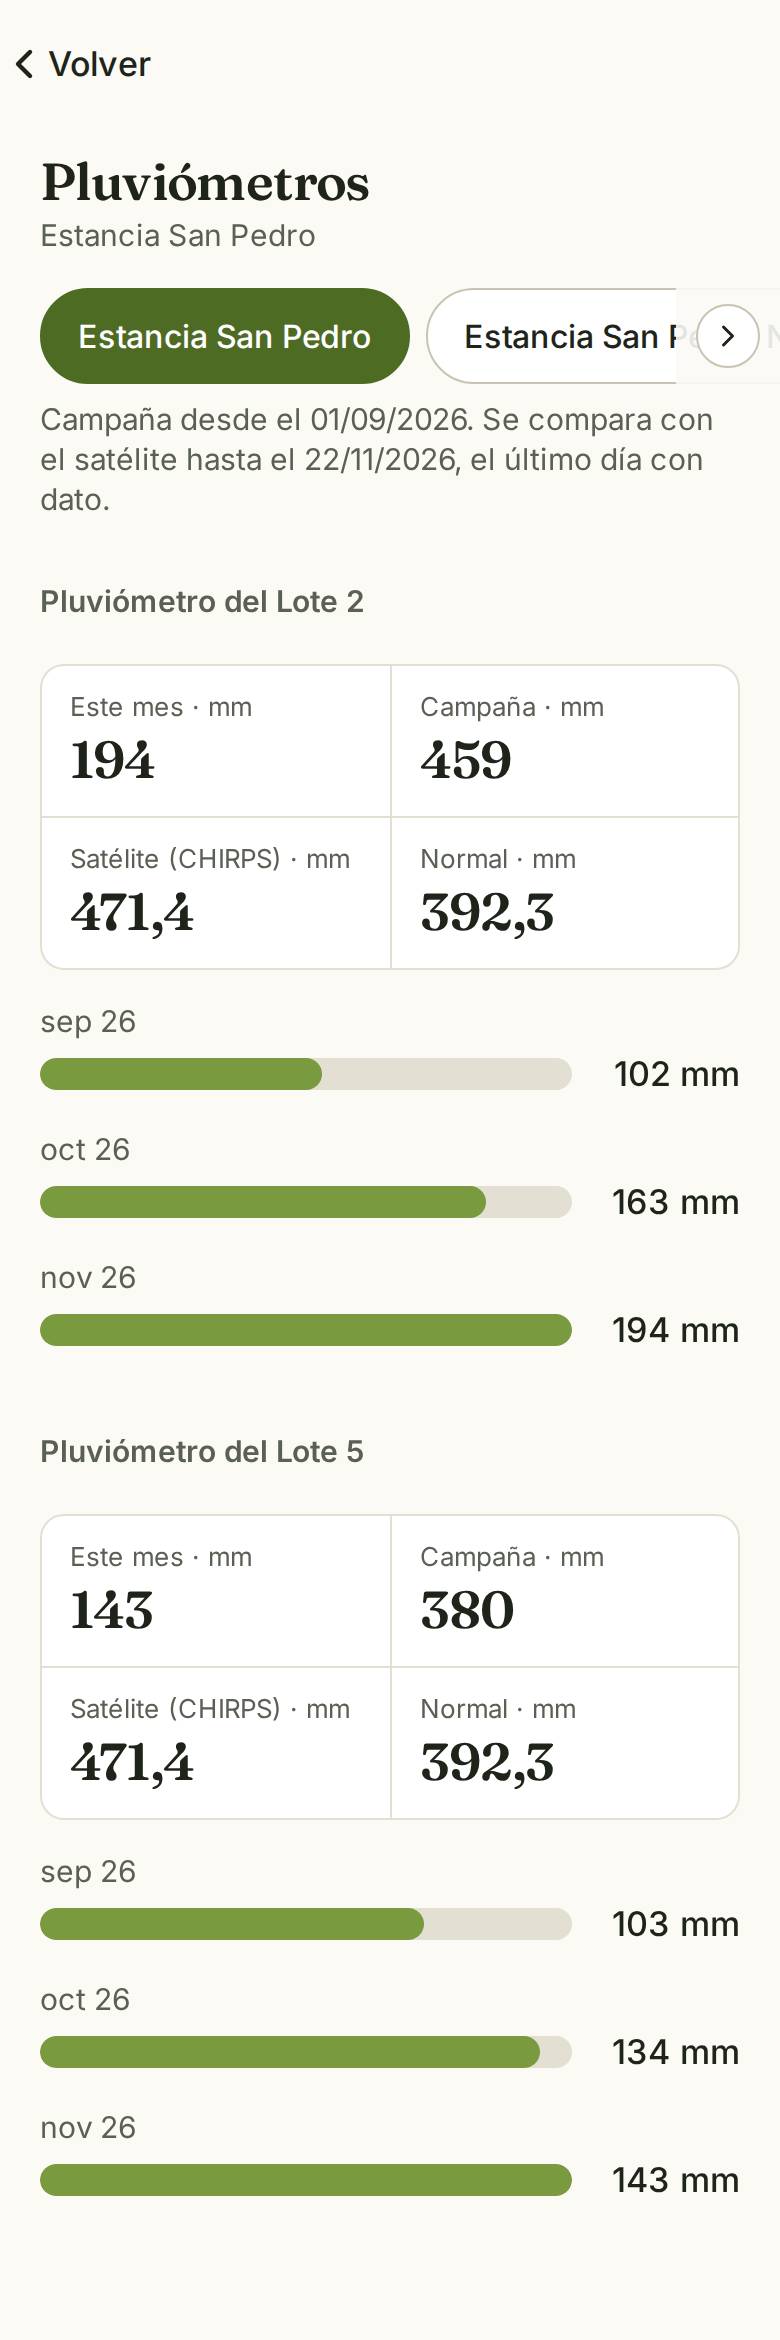 Volver
Pluviómetros
Estancia San Pedro
Estancia San Pedro
Estancia San
Campaña desde el 01/09/2026. Se compara con
el satélite hasta el 22/11/2026, el último día con
dato.
Pluviómetro del Lote 2
Este mes · mm
194
Campaña · mm
459
Satélite (CHIRPS) · mm
471,4
Normal · mm
392,3
sep 26
102 mm
oct 26
163 mm
nov 26
194 mm
Pluviómetro del Lote 5
Este mes · mm
143
Campaña · mm
380
Satélite (CHIRPS) · mm
471,4
Normal · mm
392,3
sep 26
103 mm
oct 26
134 mm
nov 26
143 mm